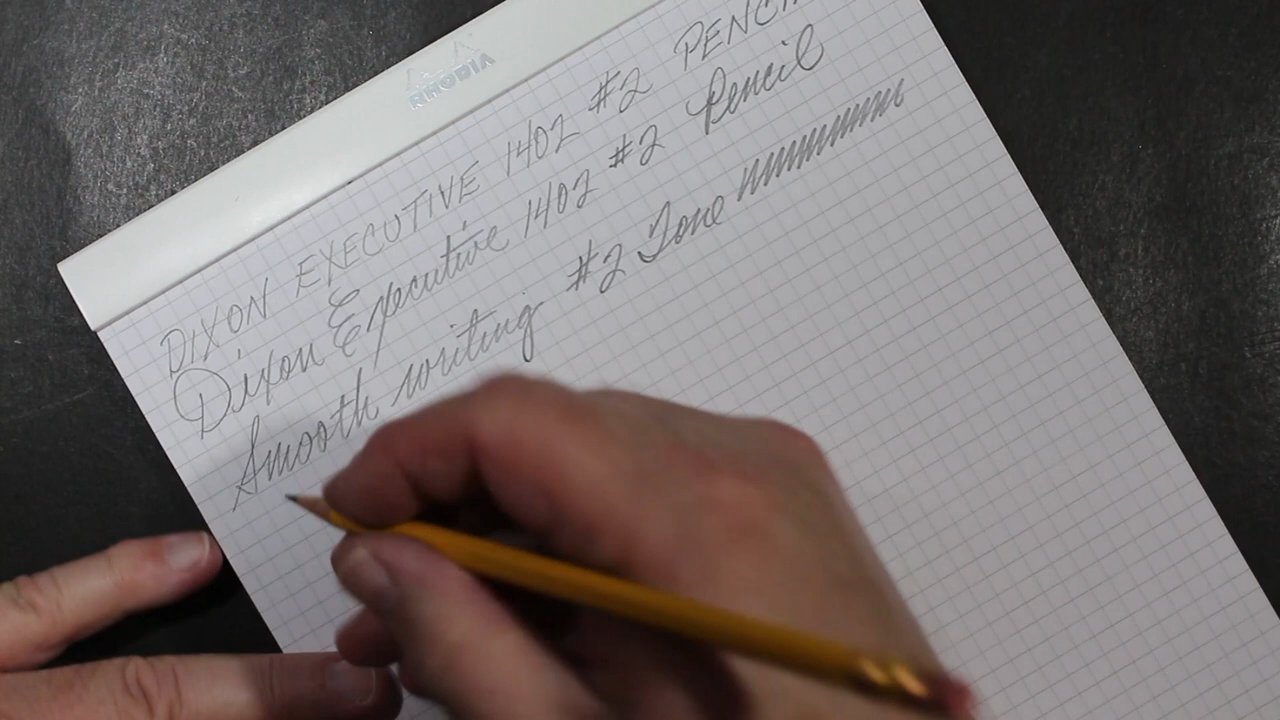 RHODIA
DIXON EXECUTIVE 1402 #2 PENCIL
Dixon Executive 1402 #2 Pencil
Smooth writing #2 Tone